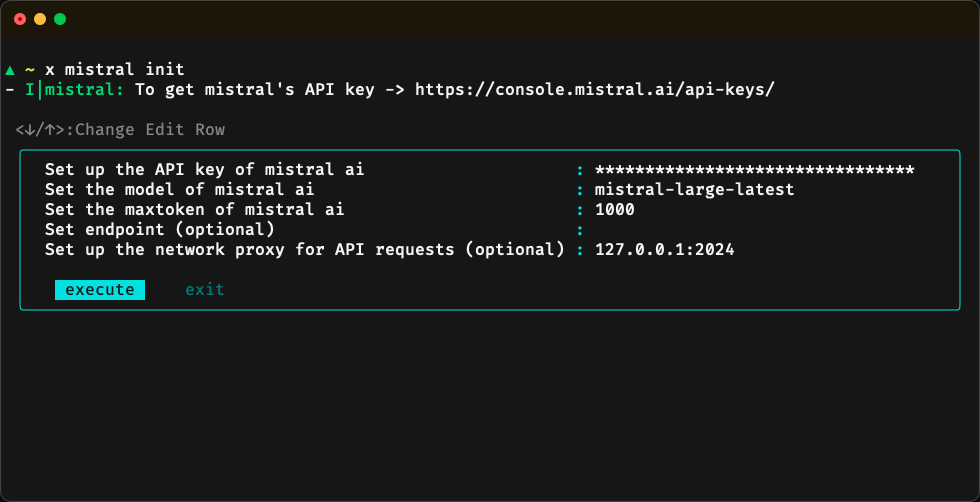 ▲ ~ x mistral init
- I|mistral: To get mistral's API key -> https://console.mistral.ai/api-keys/
<↓/↑>:Change Edit Row
Set up the API key of mistral ai : ********************************
Set the model of mistral ai : mistral-large-latest
Set the maxtoken of mistral ai : 1000
Set endpoint (optional) :
Set up the network proxy for API requests (optional) : 127.0.0.1:2024
execute exit